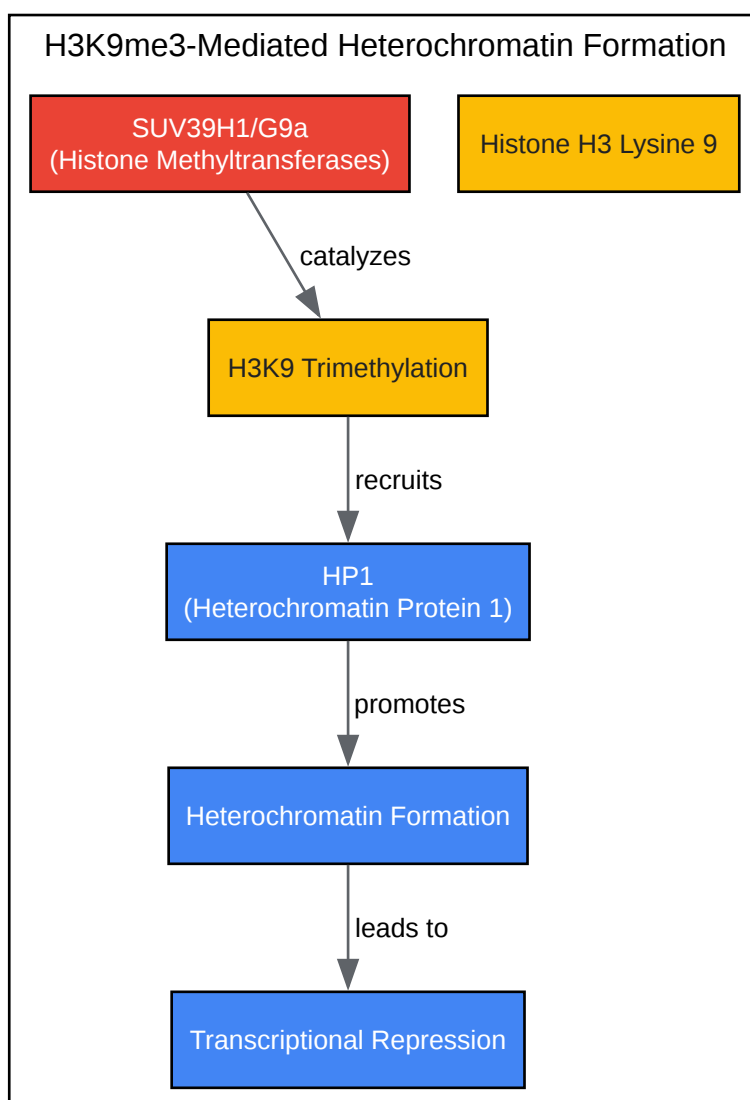 H3K9me3-Mediated Heterochromatin Formation
SUV39H1/G9a
(Histone Methyltransferases)
Histone H3 Lysine 9
catalyzes
H3K9 Trimethylation
recruits
HP1
(Heterochromatin Protein 1)
promotes
Heterochromatin Formation
leads to
Transcriptional Repression